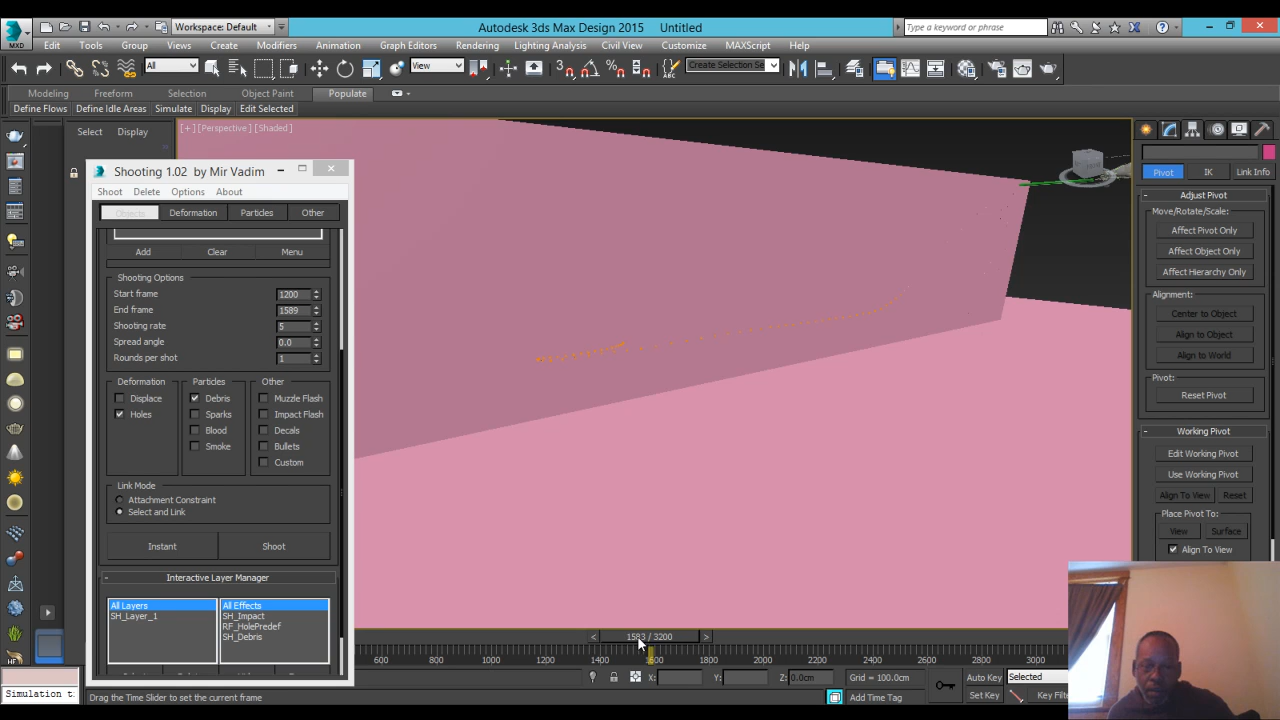 MXD
Workspace: Default
Autodesk 3ds Max Design 2015 Untitled
Type a keyword or phrase
Edit Tools Group Views Create Modifiers Animation Graph Editors Rendering Lighting Analysis Civil View Customize MAXScript Help
All View Create Selection Se
Modeling Freeform Selection Object Paint Populate
Define Flows Define Idle Areas Simulate Display Edit Selected
Select Display
[+][Perspective][Shaded]
Shooting 1.02 by Mir Vadim
Shoot Delete Options About
Objects Deformation Particles Other
Add Clear Menu
Shooting Options
Start frame 1200
End frame 1589
Shooting rate 5
Spread angle 0.0
Rounds per shot 1
Deformation Particles Other
Displace Debris Muzzle Flash
Holes Sparks Impact Flash
Blood Decals
Smoke Bullets
Custom
Link Mode
Attachment Constraint
Select and Link
Instant Shoot
- Interactive Layer Manager
All Layers All Effects
SH_Layer_1 SH_Impact
RF_HolePredef
SH_Debris
Pivot IK Link Info
- Adjust Pivot
Move/Rotate/Scale:
Affect Pivot Only
Affect Object Only
Affect Hierarchy Only
Alignment:
Center to Object
Align to Object
Align to World
Pivot:
Reset Pivot
- Working Pivot
Edit Working Pivot
Use Working Pivot
Align To View Reset
Place Pivot To:
View Surface
Align To View
< 1583 / 3200 >
600 800 1000 1200 1400 1600 1800 2000 2200 2400 2600 2800 3000
X: Y: Z: 0.0cm Grid = 100.0cm Auto Key Selected
Simulation t: Drag the Time Slider to set the current frame Add Time Tag Set Key Key Filt